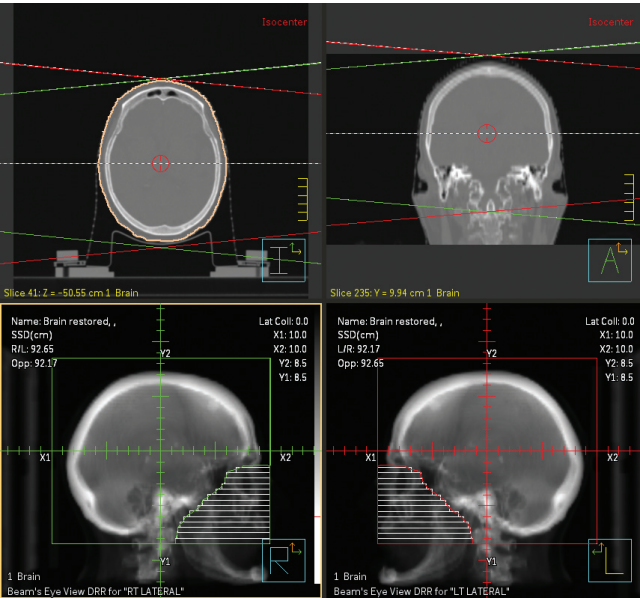 Isocenter
I
Slice 41: Z = -50.55 cm 1 Brain
Isocenter
A
Slice 235: Y = 9.94 cm 1 Brain
Name: Brain restored, , Lat Coll: 0.0
SSD(cm) X1: 10.0
R/L: 92.65 X2: 10.0
Opp: 92.17 Y2: 8.5
Y1: 8.5
Y2
X1 X2
Y1
R
1 Brain
Beam's Eye View DRR for "RT LATERAL"
Name: Brain restored, , Lat Coll: 0.0
SSD(cm) X1: 10.0
L/R: 92.17 X2: 10.0
Opp: 92.65 Y2: 8.5
Y1: 8.5
Y2
X1 X2
Y1
L
1 Brain
Beam's Eye View DRR for "LT LATERAL"